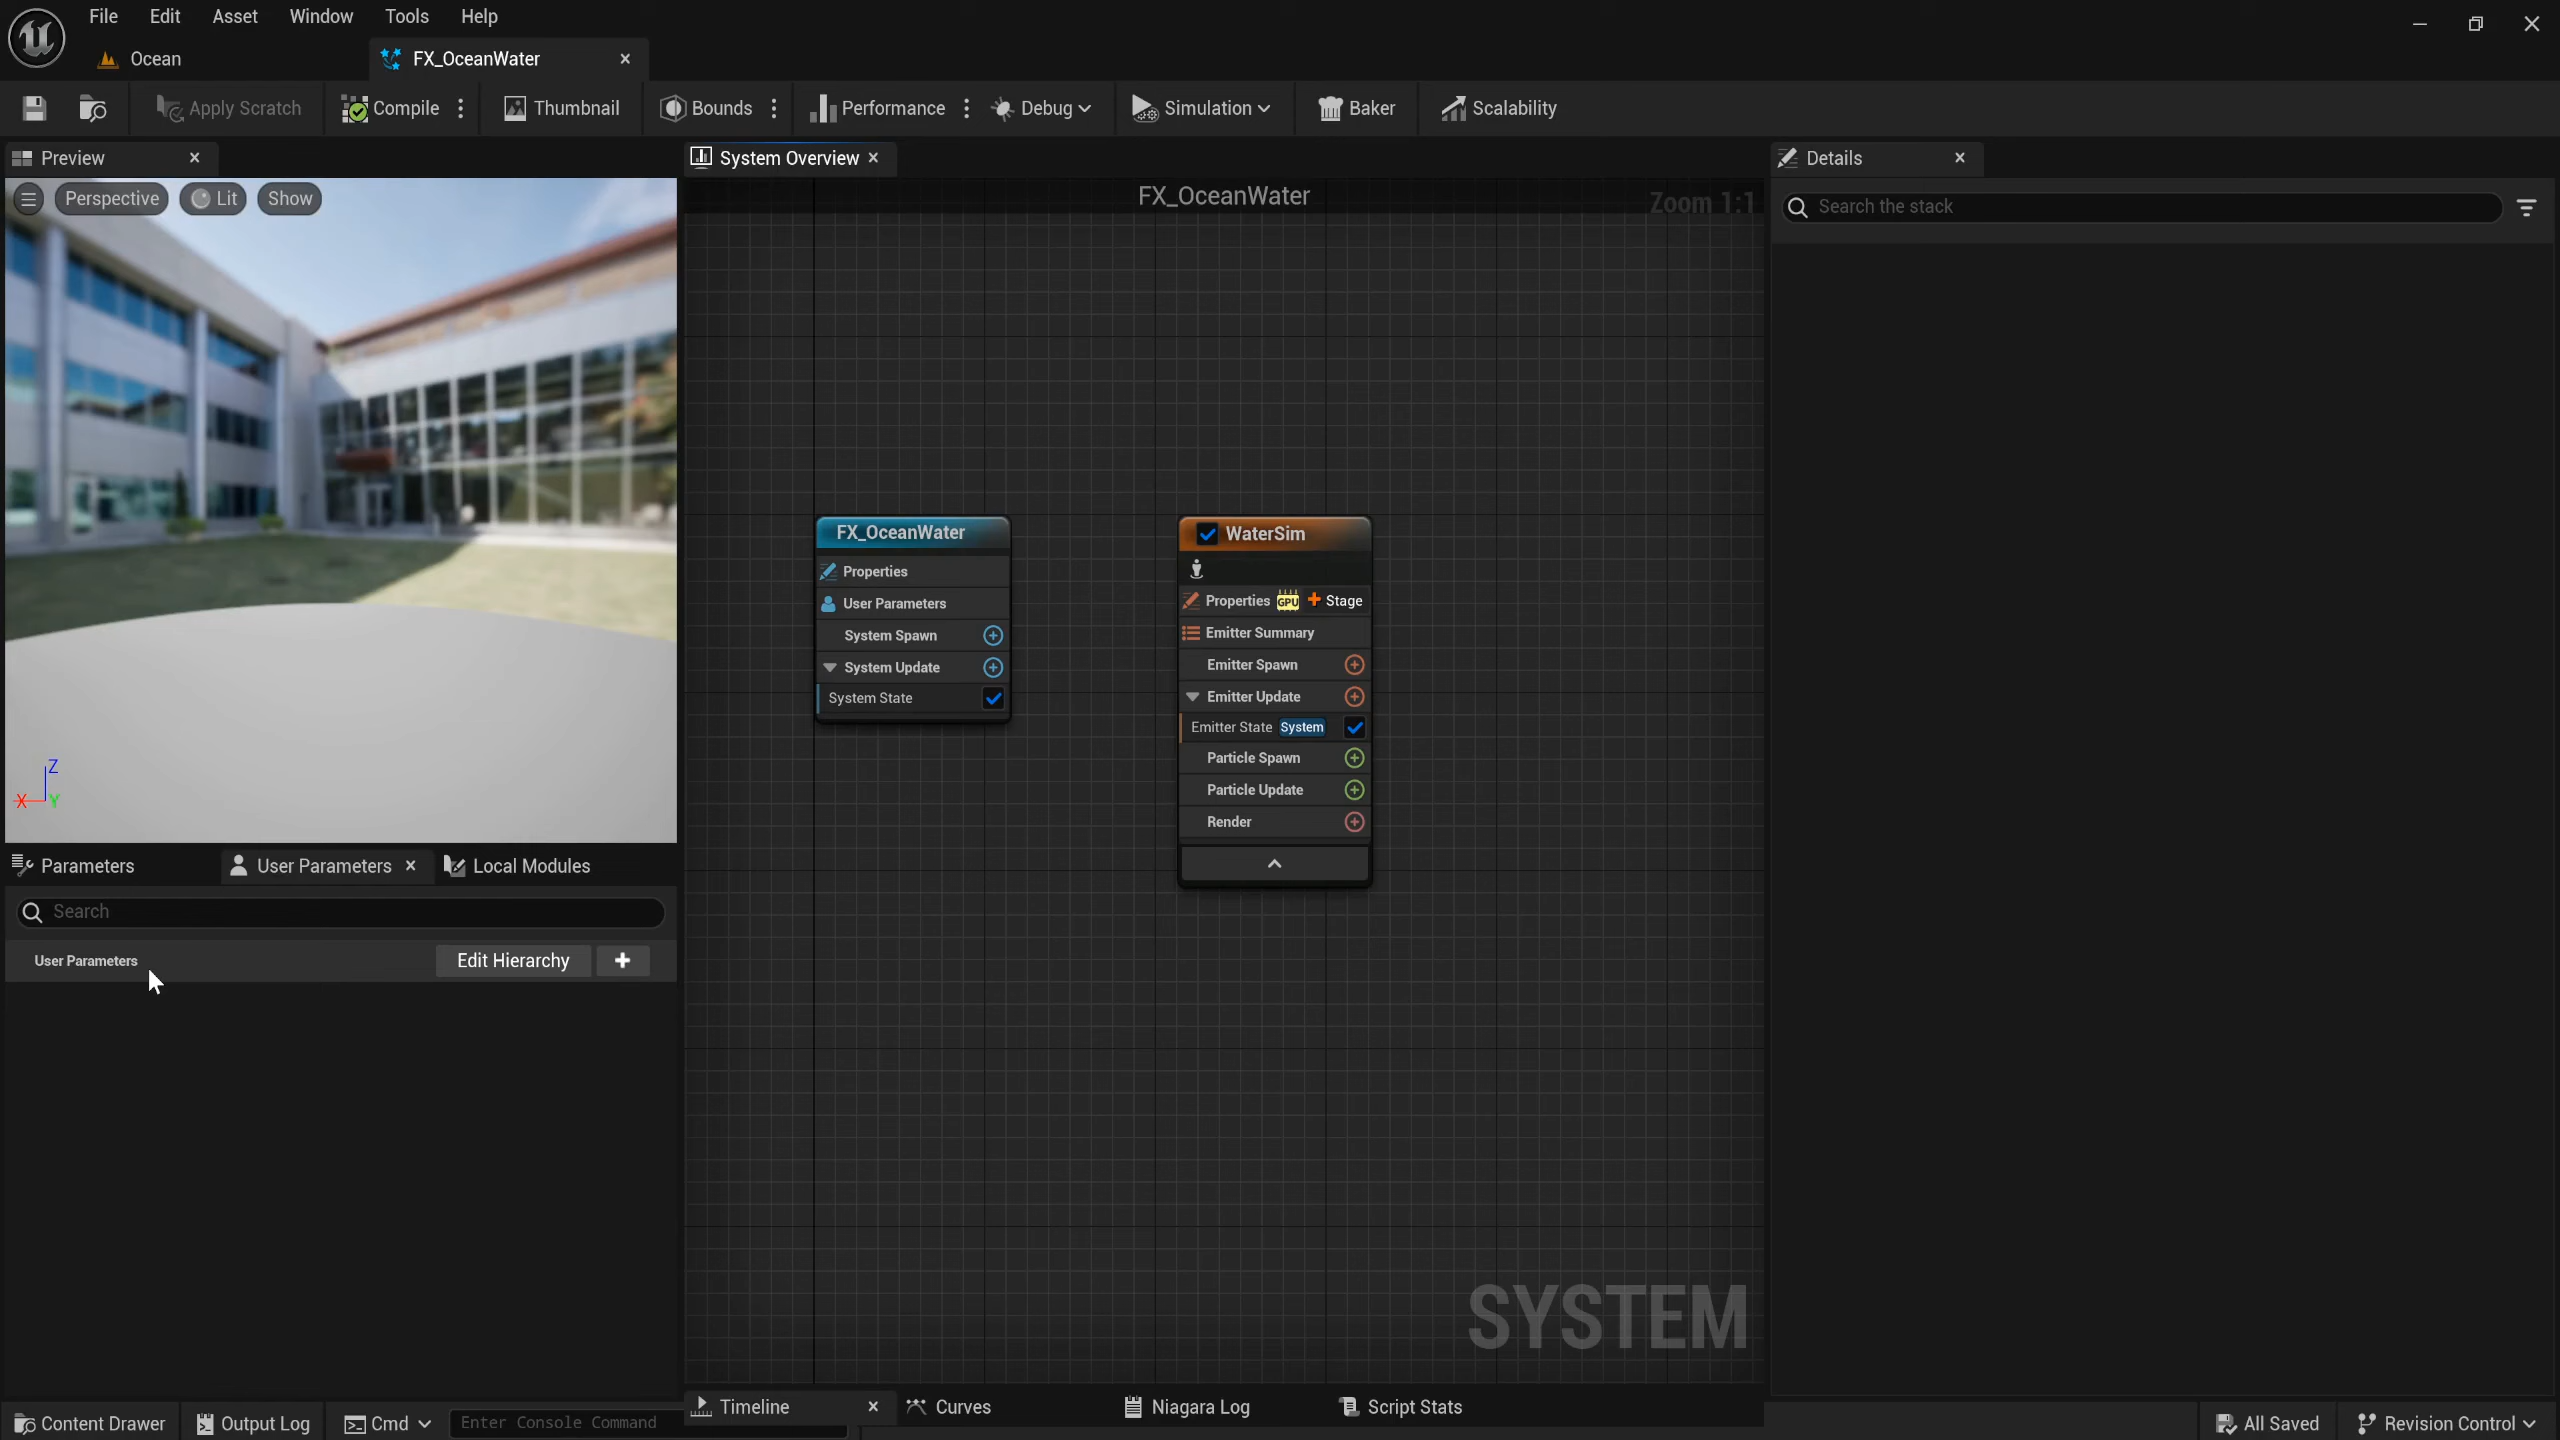 File Edit Asset Window Tools Help
Ocean FX_OceanWater
Apply Scratch Compile Thumbnail Bounds Performance Debug Simulation Baker Scalability
Preview
Perspective Lit Show
Z
X Y
Parameters User Parameters Local Modules
Search
User Parameters Edit Hierarchy
System Overview
FX_OceanWater
Zoom 1:1
FX_OceanWater
Properties
User Parameters
System Spawn
System Update
System State
WaterSim
Properties GPU Stage
Emitter Summary
Emitter Spawn
Emitter Update
Emitter State System
Particle Spawn
Particle Update
Render
SYSTEM
Details
Search the stack
Timeline Curves Niagara Log Script Stats
Content Drawer Output Log Cmd Enter Console Command All Saved Revision Control